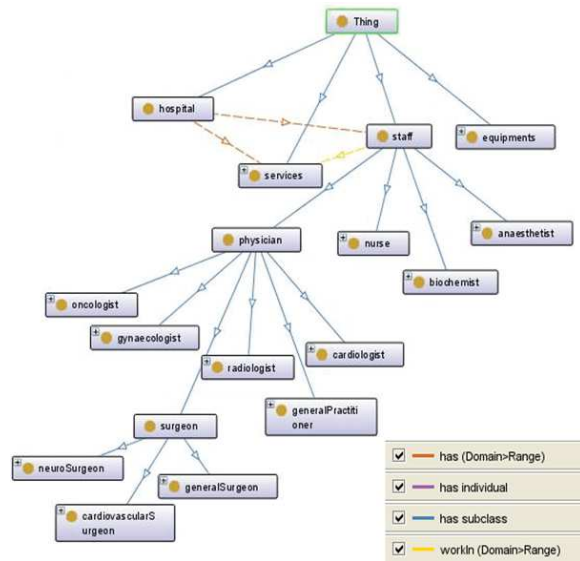 Thing
hospital
staff
equipments
services
physician
nurse
anaesthetist
biochemist
oncologist
gynaecologist
cardiologist
radiologist
generalPractiti
oner
surgeon
neuroSurgeon
generalSurgeon
cardiovascularS
urgeon
has (Domain>Range)
has individual
has subclass
workIn (Domain>Range)